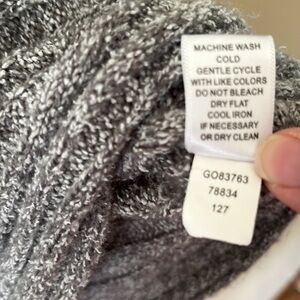 MACHINE WASH
COLD
GENTLE CYCLE
WITH LIKE COLORS
DO NOT BLEACH
DRY FLAT
COOL IRON
IF NECESSARY
OR DRY CLEAN
GO83763
78834
127